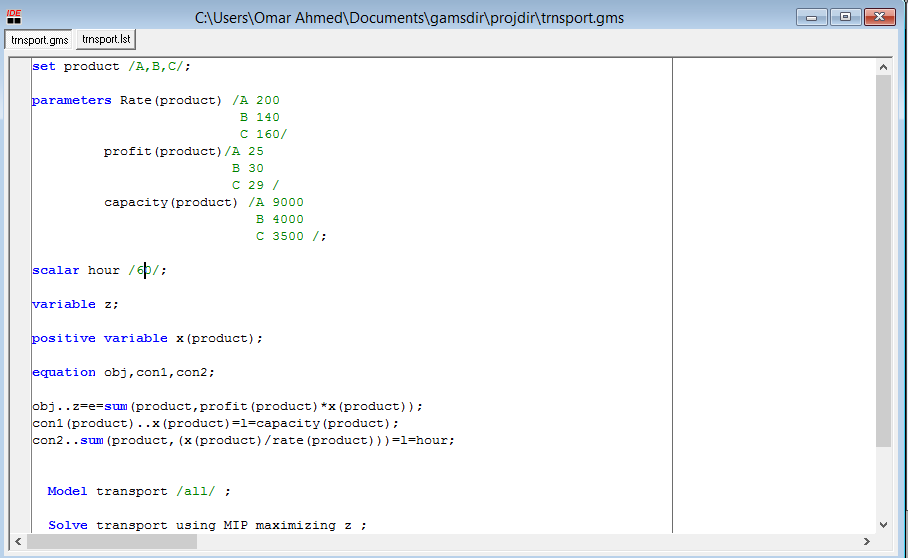 IDE
C:\Users\Omar Ahmed\Documents\gamsdir\projdir\trnsport.gms
trnsport.gms trnsport.lst
set product /A,B,C/;
parameters Rate(product) /A 200
B 140
C 160/
profit(product)/A 25
B 30
C 29 /
capacity(product) /A 9000
B 4000
C 3500 /;
scalar hour /60/;
variable z;
positive variable x(product);
equation obj,con1,con2;
obj..z=e=sum(product,profit(product)*x(product));
con1(product)..x(product)=l=capacity(product);
con2..sum(product,(x(product)/rate(product)))=l=hour;
Model transport /all/ ;
Solve transport using MIP maximizing z ;